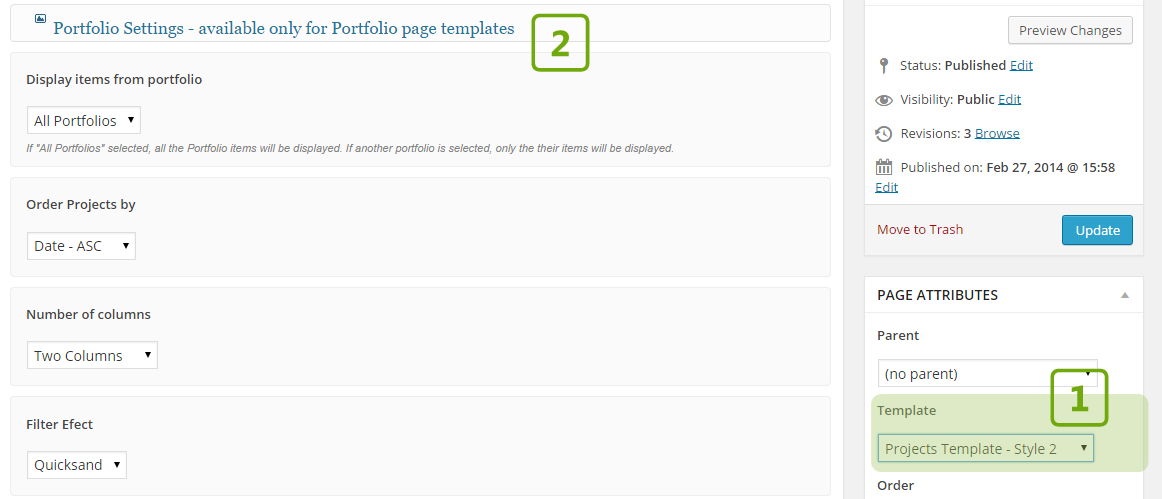 Portfolio Settings - available only for Portfolio page templates
2
Display items from portfolio
All Portfolios
If "All Portfolios" selected, all the Portfolio items will be displayed. If another portfolio is selected, only the their items will be displayed.
Order Projects by
Date - ASC
Number of columns
Two Columns
Filter Efect
Quicksand
Preview Changes
Status: Published Edit
Visibility: Public Edit
Revisions: 3 Browse
Published on: Feb 27, 2014 @ 15:58
Edit
Move to Trash
Update
PAGE ATTRIBUTES
Parent
(no parent)
1
Template
Projects Template - Style 2
Order